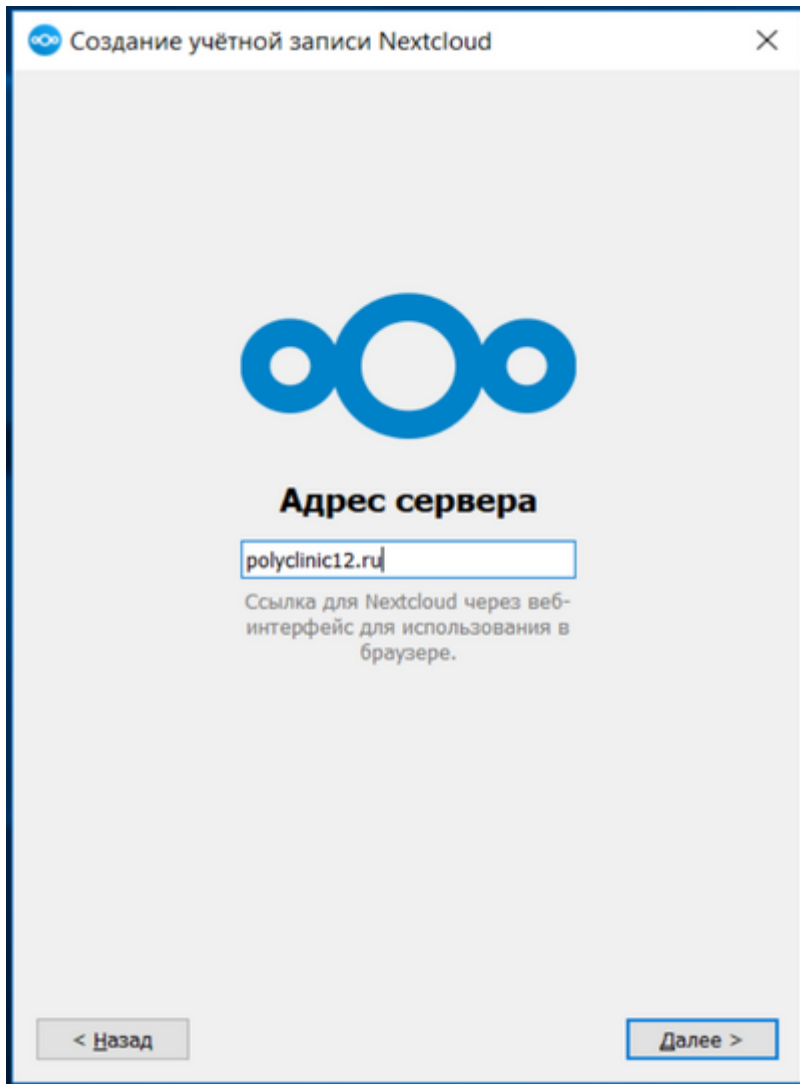 Создание учётной записи Nextcloud
Адрес сервера
polyclinic12.ru
Ссылка для Nextcloud через веб-
интерфейс для использования в
браузере.
< Назад
Далее >